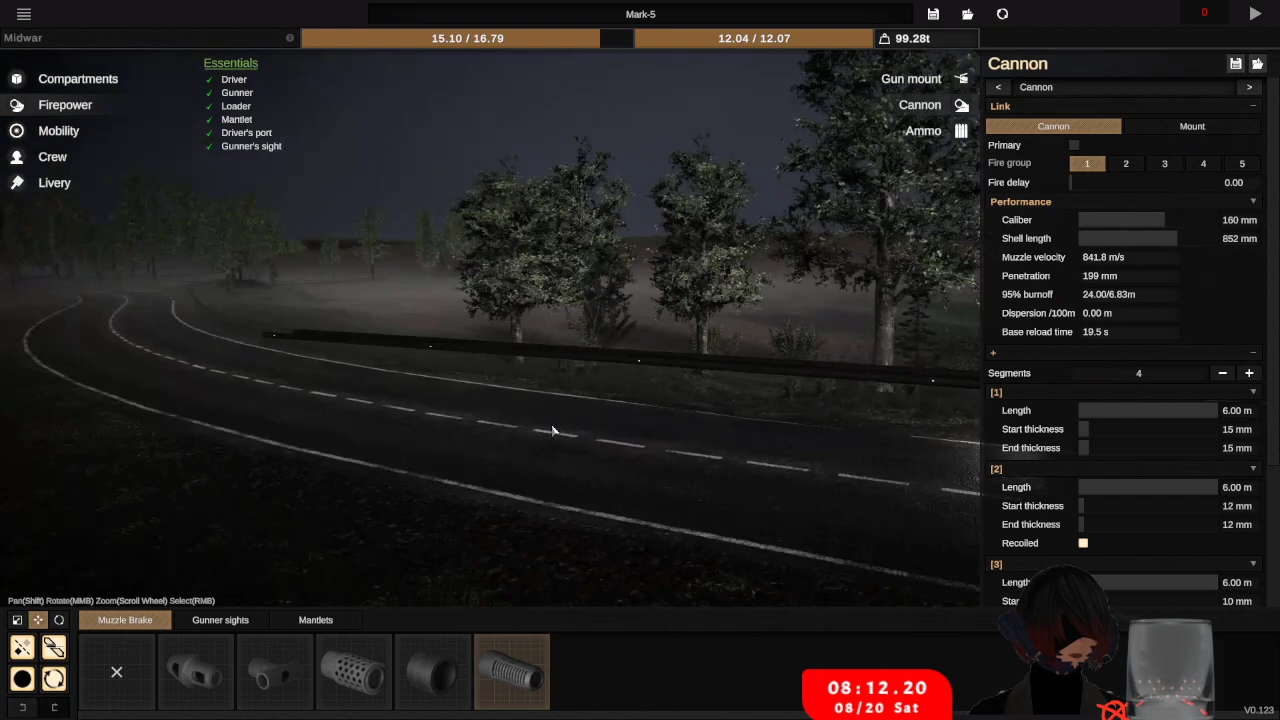 Mark-5
0
Midwar
15.10 / 16.79
12.04 / 12.07
99.28t
Compartments
Firepower
Mobility
Crew
Livery
Essentials
✓ Driver
✓ Gunner
✓ Loader
✓ Mantlet
✓ Driver's port
✓ Gunner's sight
Gun mount
Cannon
Ammo
Cannon
< Cannon >
Link
Cannon Mount
Primary
Fire group 1 2 3 4 5
Fire delay 0.00
Performance
Caliber 160 mm
Shell length 852 mm
Muzzle velocity 841.8 m/s
Penetration 199 mm
95% burnoff 24.00/6.83m
Dispersion /100m 0.00 m
Base reload time 19.5 s
+ −
Segments 4 − +
[1]
Length 6.00 m
Start thickness 15 mm
End thickness 15 mm
[2]
Length 6.00 m
Start thickness 12 mm
End thickness 12 mm
Recoiled
[3]
Length 6.00 m
10 mm
Pan(Shift) Rotate(MMB) Zoom(Scroll Wheel) Select(RMB)
Muzzle Brake Gunner sights Mantlets
08:12.20
08/20 Sat
V0.123